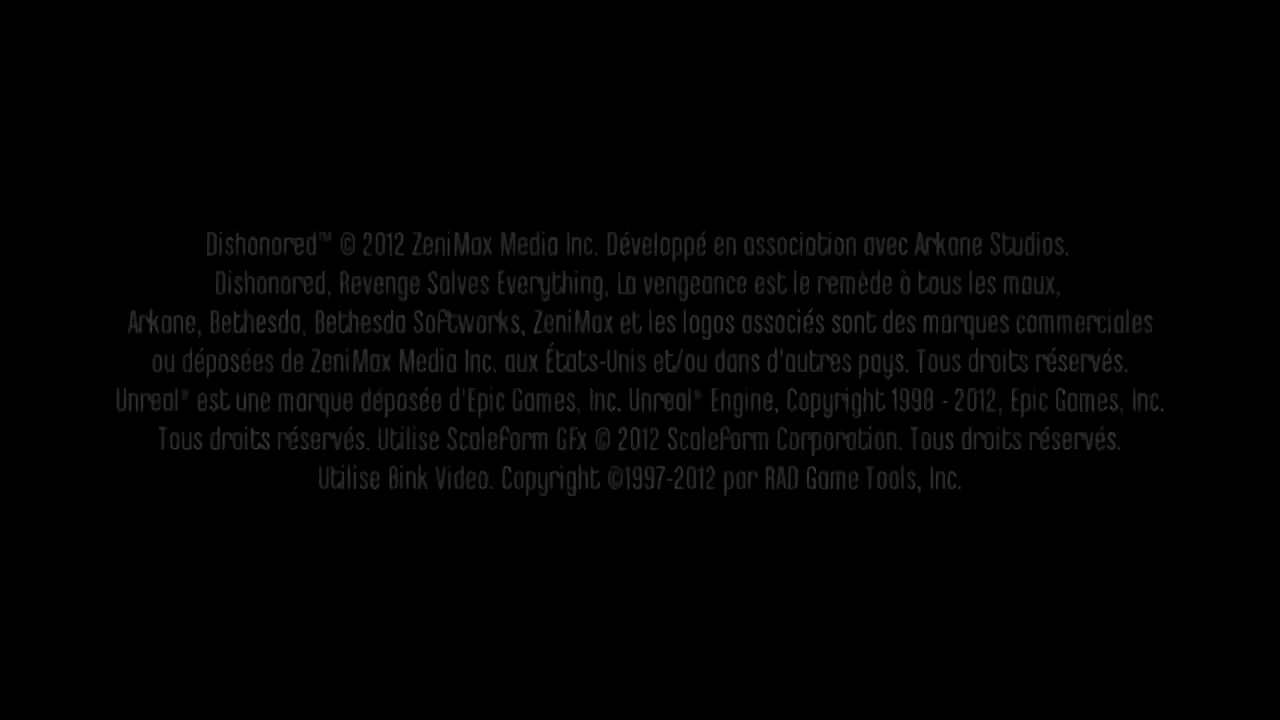 Dishonored™ © 2012 ZeniMax Media Inc. Développé en association avec Arkane Studios.
Dishonored, Revenge Solves Everything, La vengeance est le remède à tous les maux,
Arkane, Bethesda, Bethesda Softworks, ZeniMax et les logos associés sont des marques commerciales
ou déposées de ZeniMax Media Inc. aux États-Unis et/ou dans d'autres pays. Tous droits réservés.
Unreal® est une marque déposée d'Epic Games, Inc. Unreal® Engine, Copyright 1998 - 2012, Epic Games, Inc.
Tous droits réservés. Utilise Scaleform GFx © 2012 Scaleform Corporation. Tous droits réservés.
Utilise Bink Video. Copyright ©1997-2012 par RAD Game Tools, Inc.